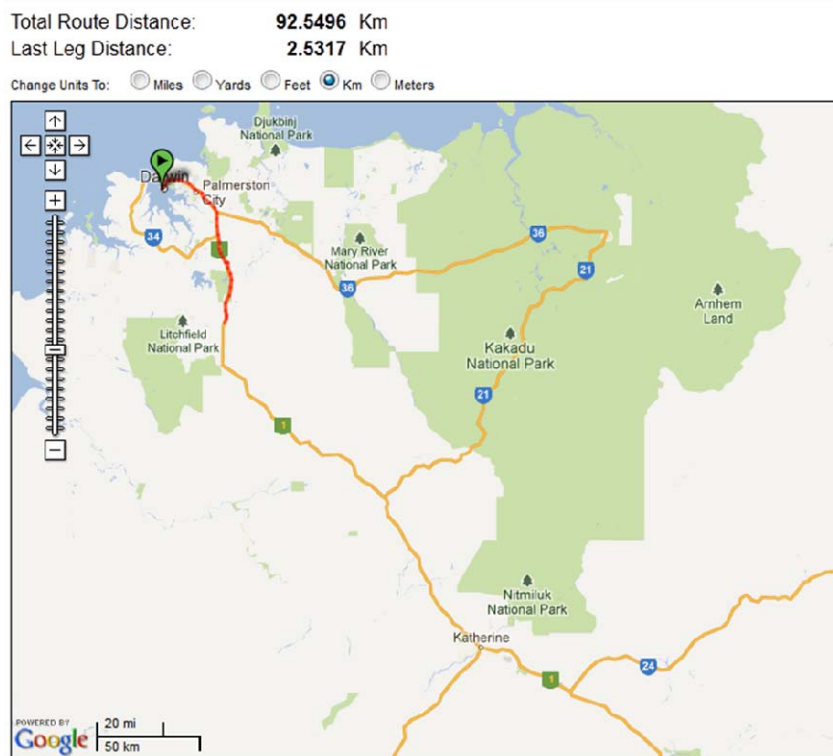 Total Route Distance: 92.5496 Km
Last Leg Distance: 2.5317 Km
Change Units To: Miles Yards Feet Km Meters
Djukbinj
National Park
Darwin
Palmerston
City
34
36
Mary River
National Park
36
21
Arnhem
Land
Litchfield
National Park
Kakadu
National Park
21
1
Nitmiluk
National Park
Katherine
24
1
POWERED BY
Google
20 mi
50 km